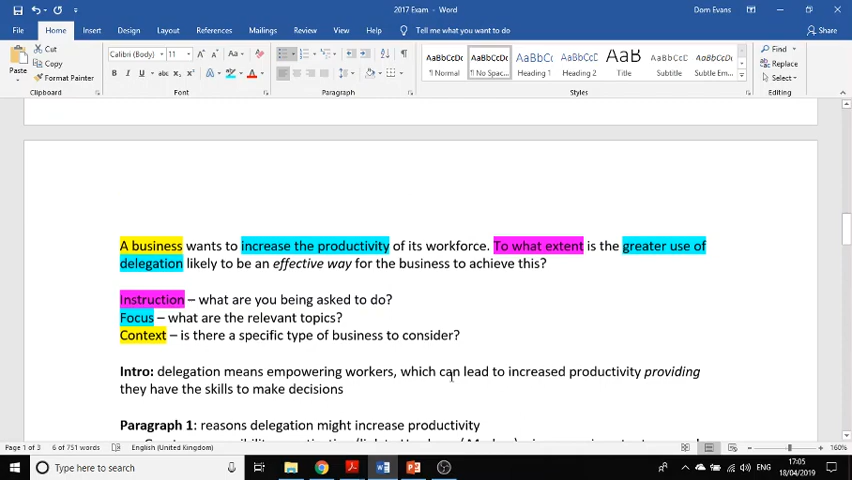 2017 Exam - Word
Dom Evans
File Home Insert Design Layout References Mailings Review View Help Tell me what you want to do Share
Paste
Cut
Copy
Format Painter
Clipboard
Calibri (Body) 11
Font
Paragraph
AaBbCcDc AaBbCcDc AaBbCc AaBbCcC AaB AaBbCcD AaBbCcD
¶ Normal ¶ No Spac... Heading 1 Heading 2 Title Subtitle Subtle Em...
Styles
Find
Replace
Select
Editing
A business wants to increase the productivity of its workforce. To what extent is the greater use of
delegation likely to be an effective way for the business to achieve this?
Instruction – what are you being asked to do?
Focus – what are the relevant topics?
Context – is there a specific type of business to consider?
Intro: delegation means empowering workers, which can lead to increased productivity providing
they have the skills to make decisions
Paragraph 1: reasons delegation might increase productivity
Page 1 of 3 6 of 751 words English (United Kingdom) 160%
Type here to search
ENG
17:05
18/04/2019